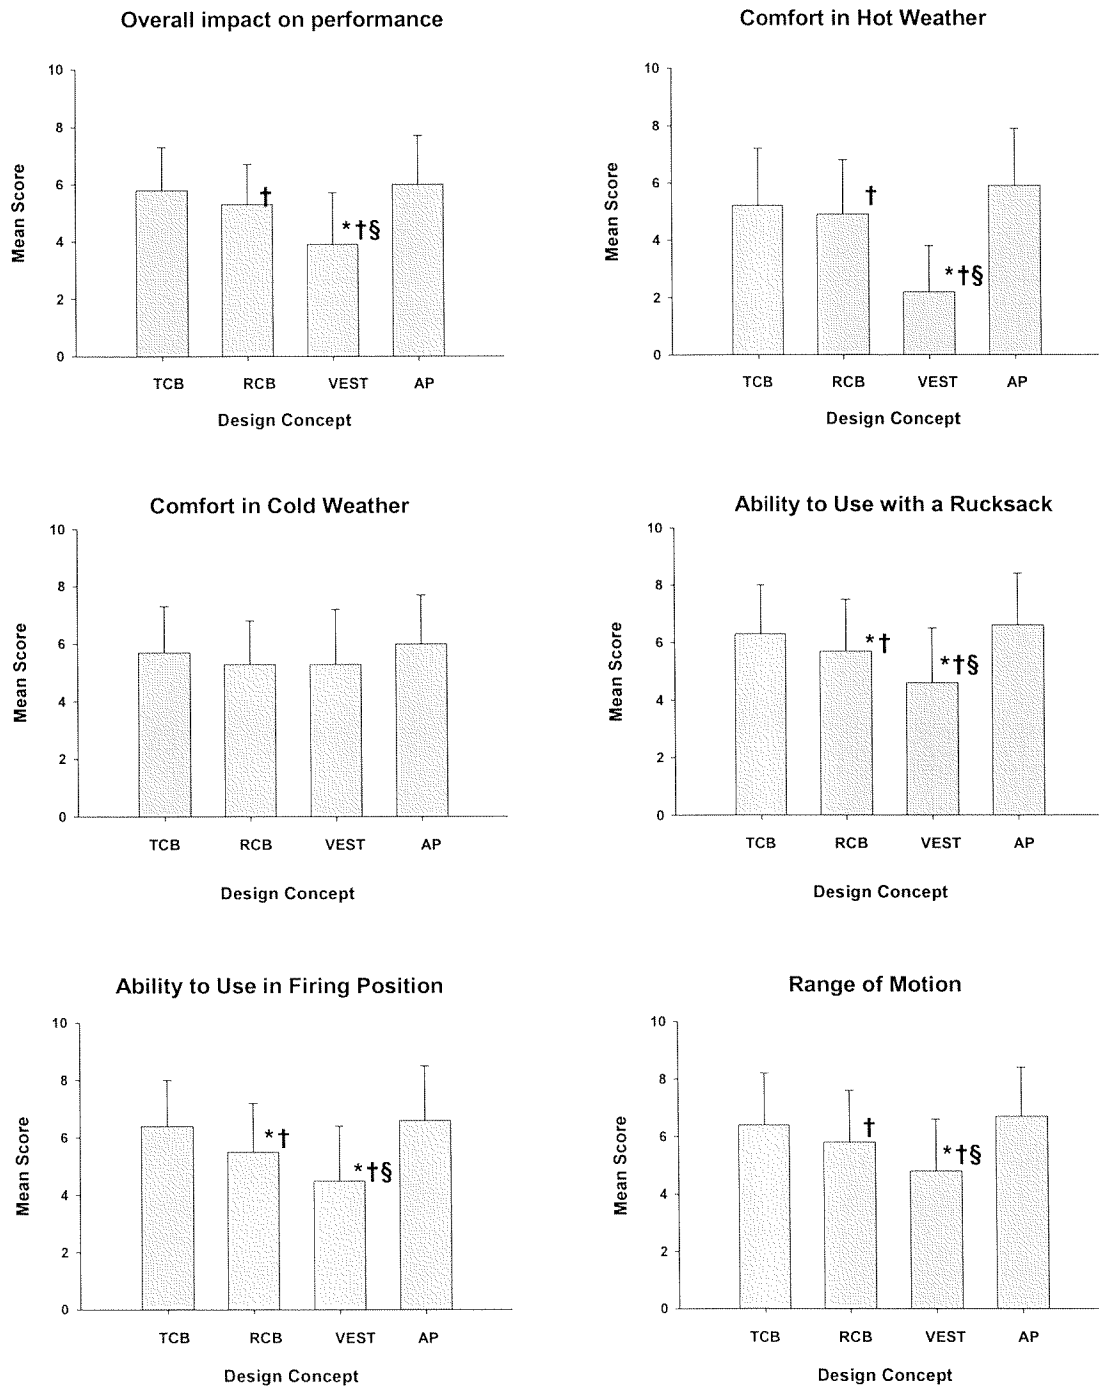 Overall impact on performance
10
8
6
4
2
0
Mean Score
†
*†§
TCB RCB VEST AP
Design Concept
Comfort in Hot Weather
10
8
6
4
2
0
Mean Score
†
*†§
TCB RCB VEST AP
Design Concept
Comfort in Cold Weather
10
8
6
4
2
0
Mean Score
TCB RCB VEST AP
Design Concept
Ability to Use with a Rucksack
10
8
6
4
2
0
Mean Score
*†
*†§
TCB RCB VEST AP
Design Concept
Ability to Use in Firing Position
10
8
6
4
2
0
Mean Score
*†
*†§
TCB RCB VEST AP
Design Concept
Range of Motion
10
8
6
4
2
0
Mean Score
†
*†§
TCB RCB VEST AP
Design Concept